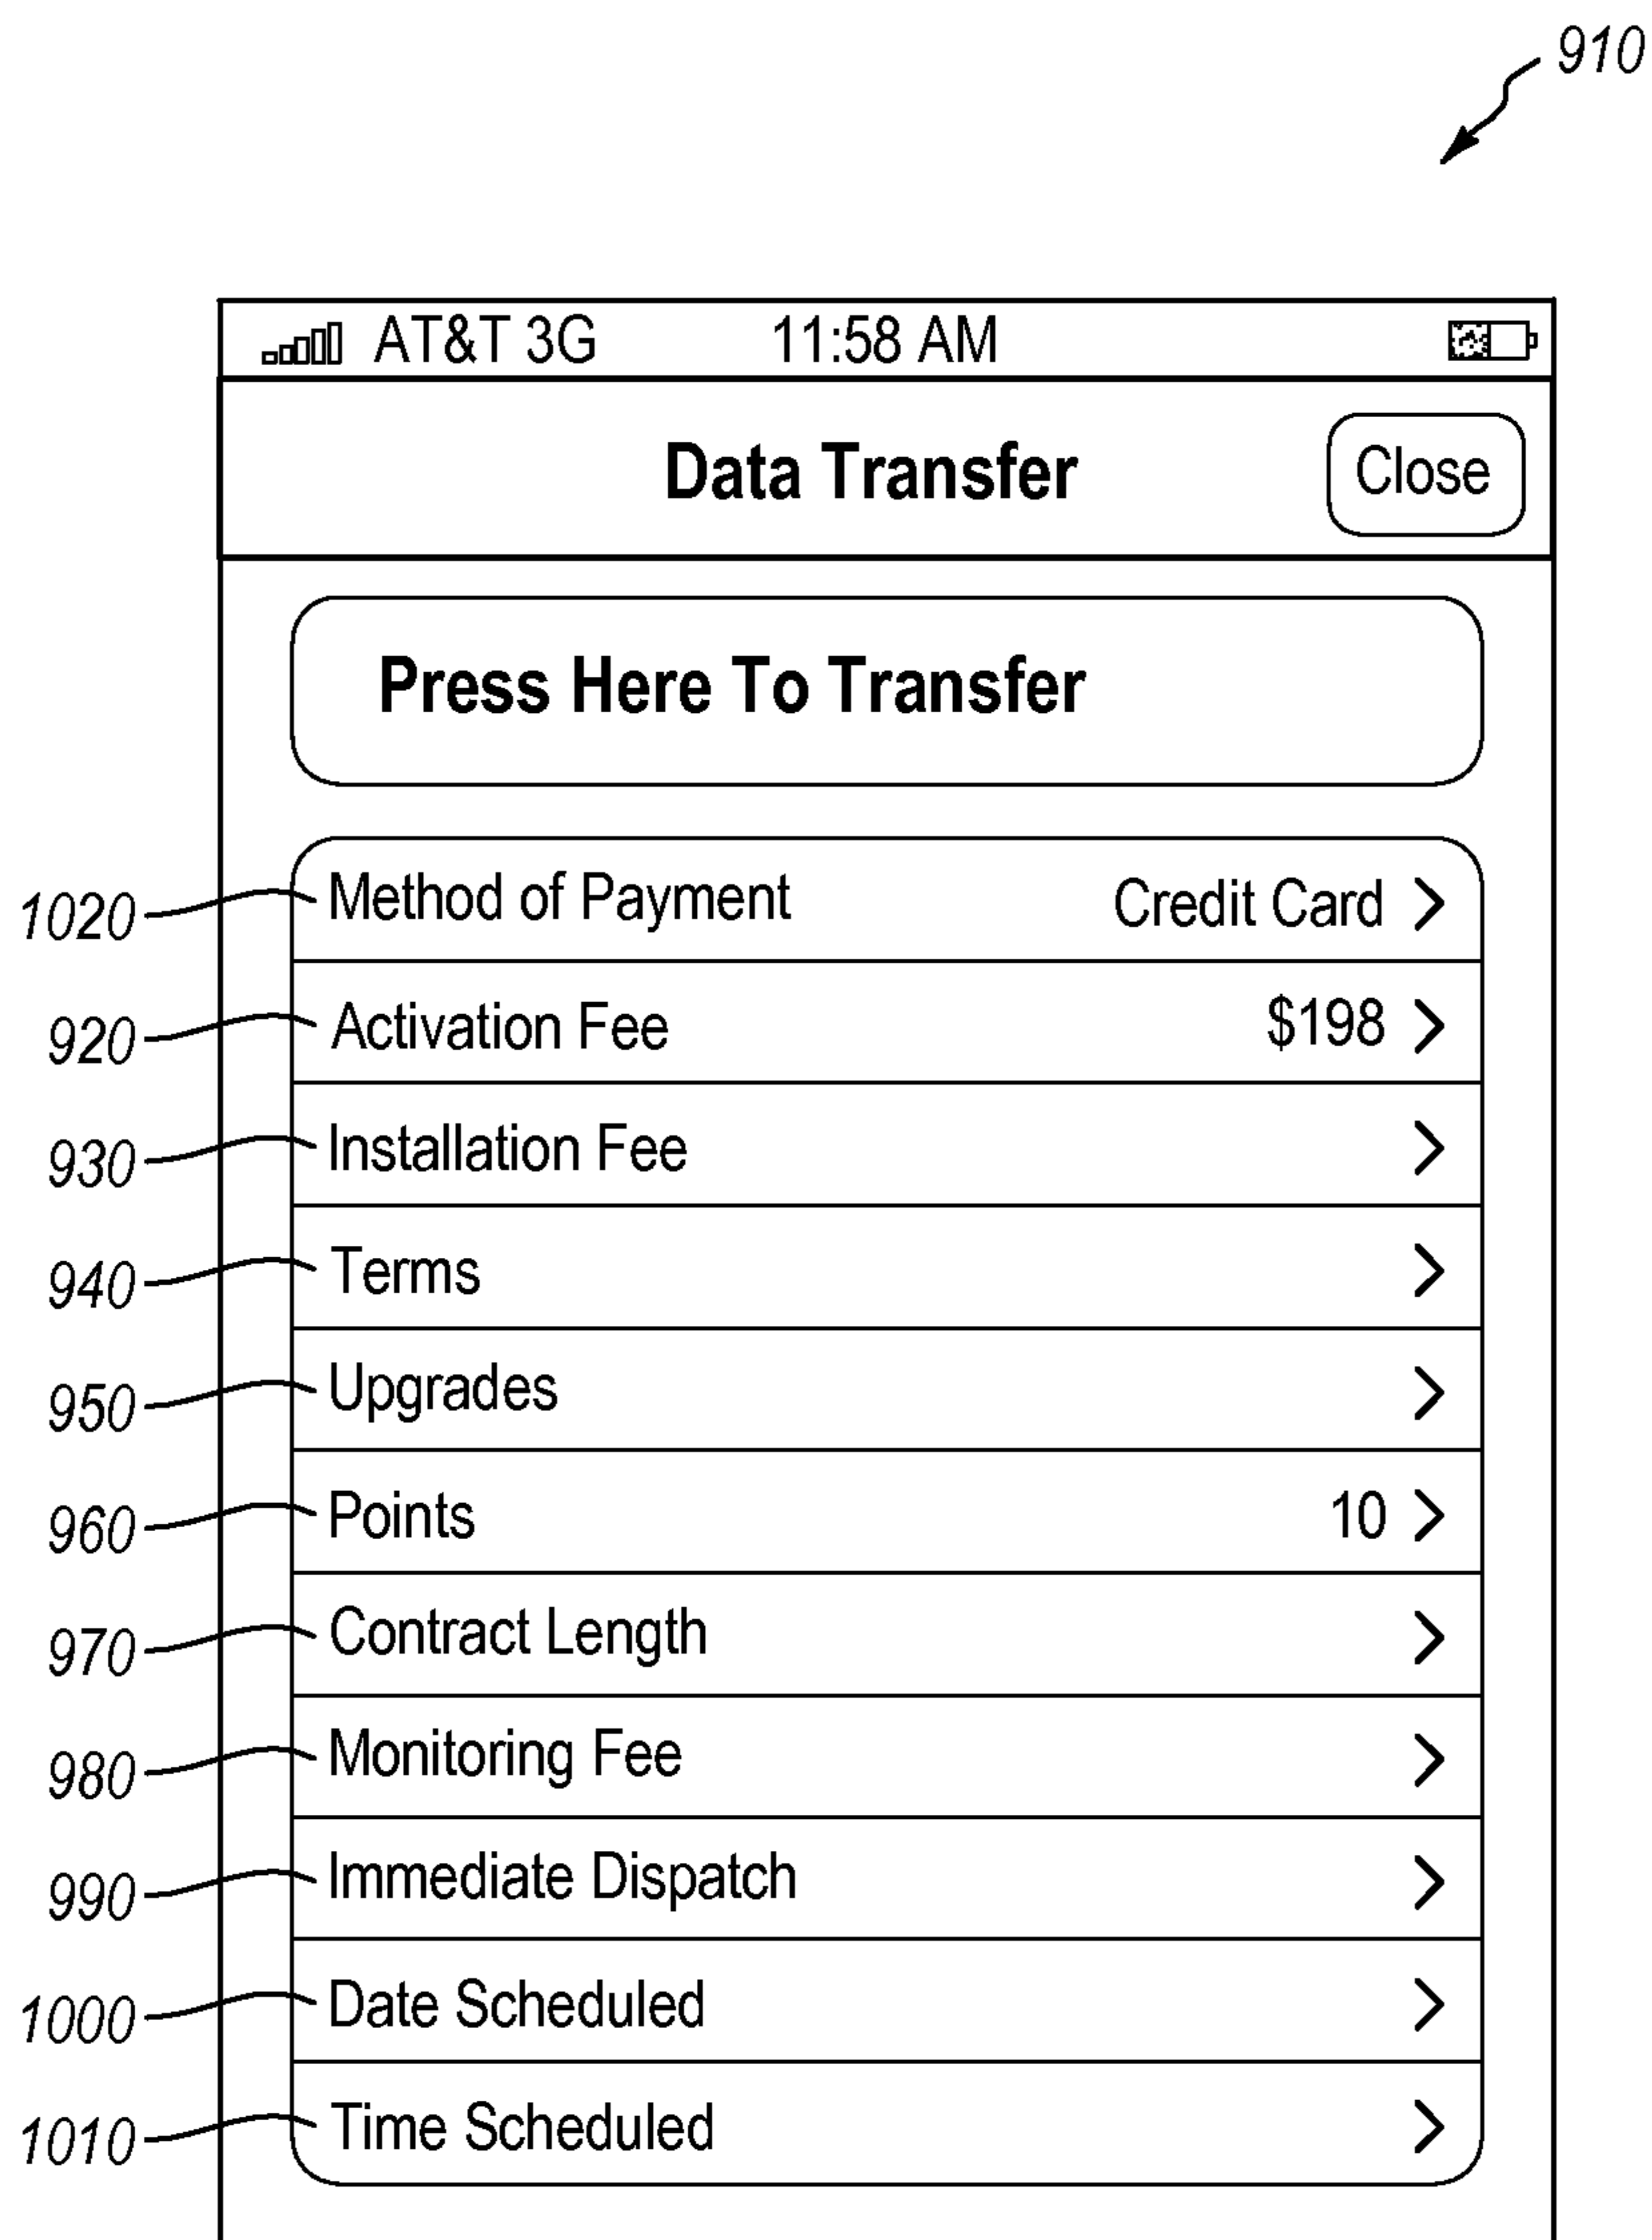 910
AT&T 3G 11:58 AM
Data Transfer Close
Press Here To Transfer
1020 Method of Payment Credit Card >
920 Activation Fee $198 >
930 Installation Fee >
940 Terms >
950 Upgrades >
960 Points 10 >
970 Contract Length >
980 Monitoring Fee >
990 Immediate Dispatch >
1000 Date Scheduled >
1010 Time Scheduled >